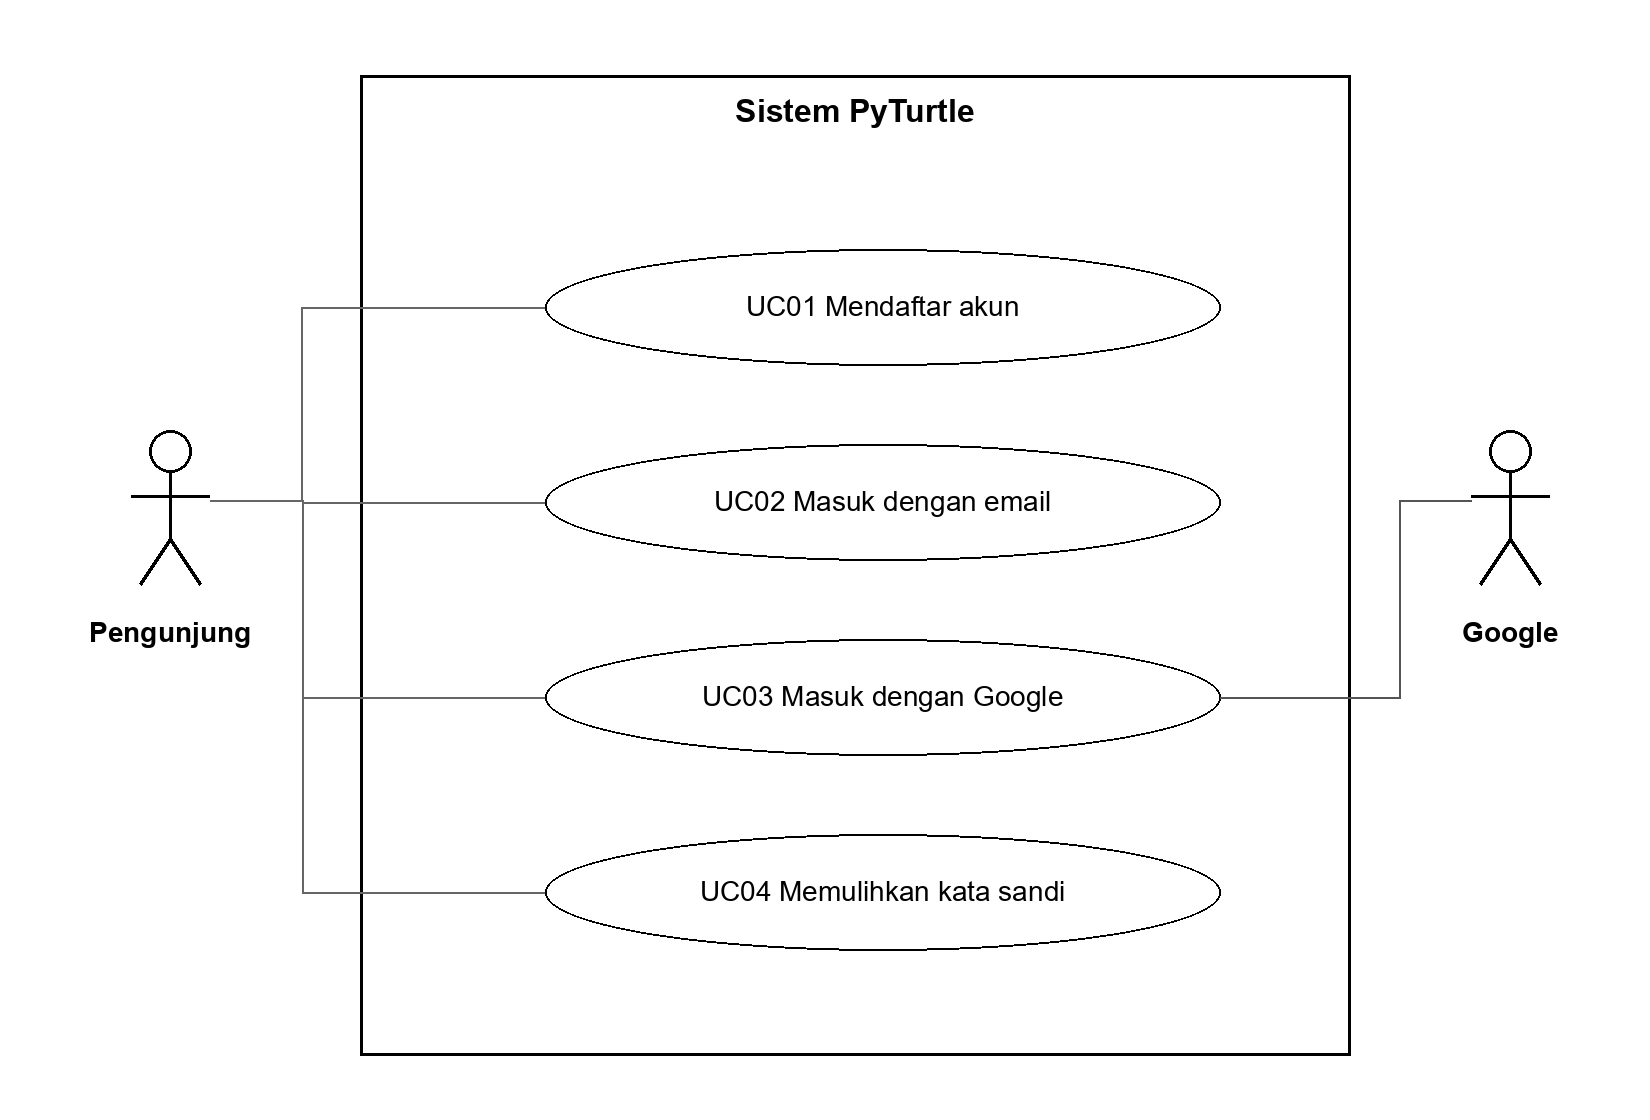 Sistem PyTurtle
UC01 Mendaftar akun
UC02 Masuk dengan email
Pengunjung
Google
UC03 Masuk dengan Google
UC04 Memulihkan kata sandi